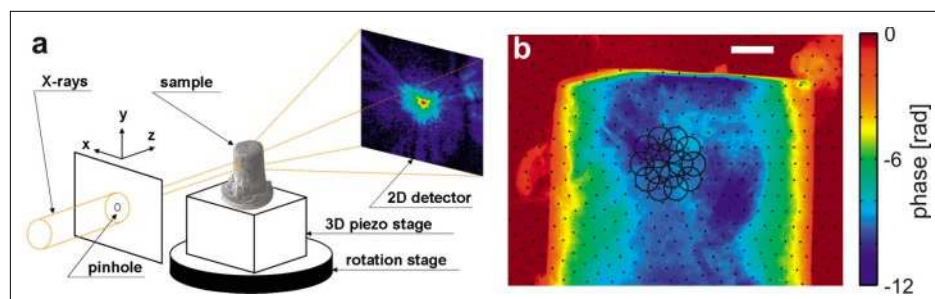 a
X-rays
sample
y
x
z
2D detector
3D piezo stage
rotation stage
pinhole
b
0
-6
-12
phase [rad]